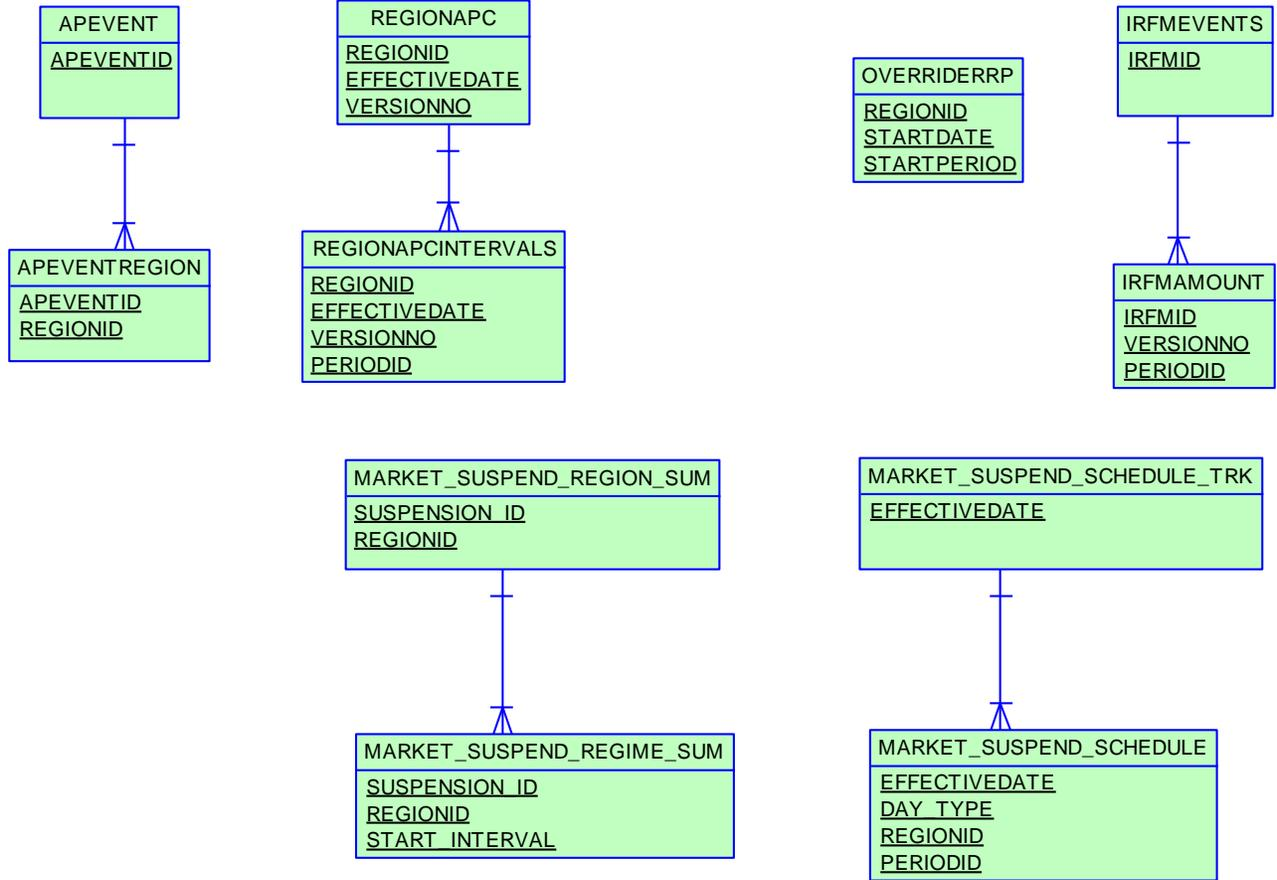 APEVENT
APEVENTID
REGIONAPC
REGIONID
EFFECTIVEDATE
VERSIONNO
OVERRIDERRP
REGIONID
STARTDATE
STARTPERIOD
IRFMEVENTS
IRFMID
APEVENTREGION
APEVENTID
REGIONID
REGIONAPCINTERVALS
REGIONID
EFFECTIVEDATE
VERSIONNO
PERIODID
IRFMAMOUNT
IRFMID
VERSIONNO
PERIODID
MARKET_SUSPEND_REGION_SUM
SUSPENSION_ID
REGIONID
MARKET_SUSPEND_SCHEDULE_TRK
EFFECTIVEDATE
MARKET_SUSPEND_REGIME_SUM
SUSPENSION_ID
REGIONID
START_INTERVAL
MARKET_SUSPEND_SCHEDULE
EFFECTIVEDATE
DAY_TYPE
REGIONID
PERIODID